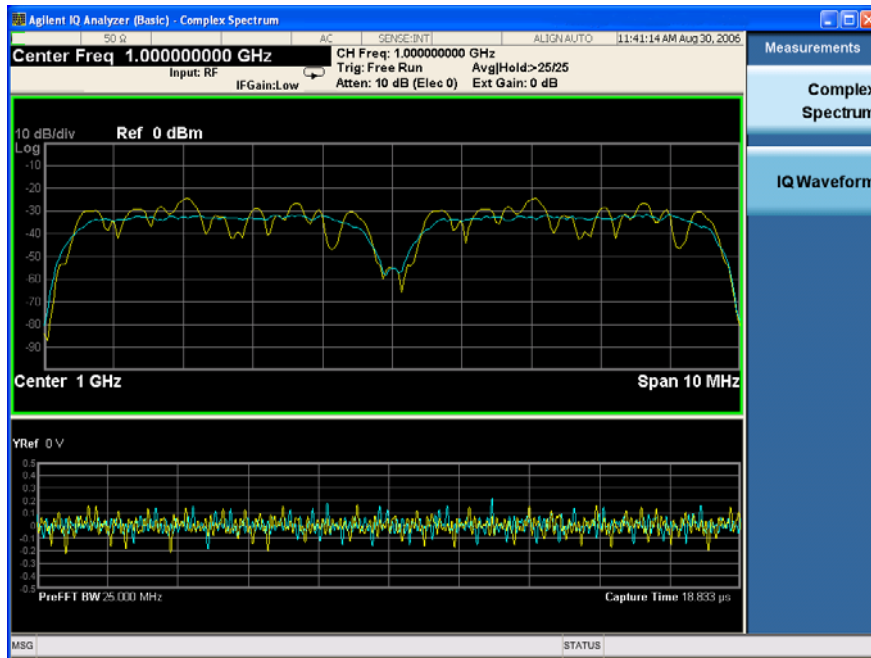 Agilent IQ Analyzer (Basic) - Complex Spectrum
50 Ω AC SENSE:INT ALIGN AUTO 11:41:14 AM Aug 30, 2006
Center Freq 1.000000000 GHz
Input: RF
IFGain:Low
CH Freq: 1.000000000 GHz
Trig: Free Run Avg|Hold:>25/25
Atten: 10 dB (Elec 0) Ext Gain: 0 dB
Measurements
Complex
Spectrum
IQ Waveform
10 dB/div Ref 0 dBm
Log
-10
-20
-30
-40
-50
-60
-70
-80
-90
Center 1 GHz Span 10 MHz
YRef 0 V
0.5
0.4
0.3
0.2
0.1
0
-0.1
-0.2
-0.3
-0.4
-0.5
PreFFT BW 25.000 MHz Capture Time 18.833 µs
MSG STATUS